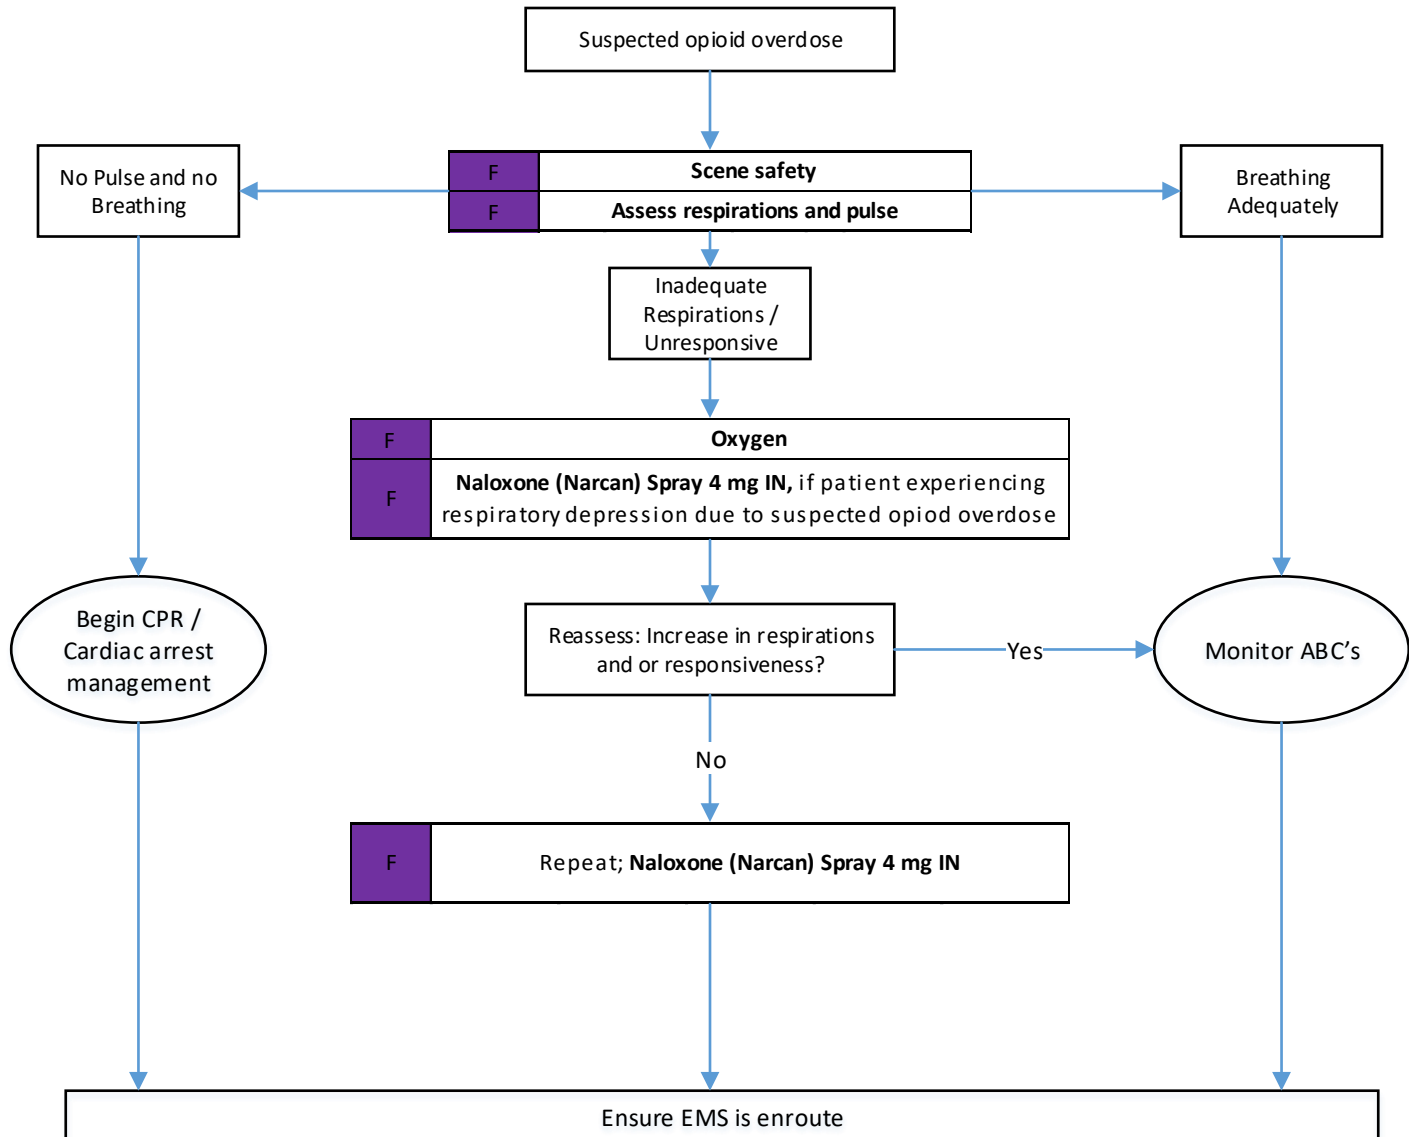 Suspected opioid overdose
No Pulse and no
Breathing
F
Scene safety
F
Assess respirations and pulse
Breathing
Adequately
Inadequate
Respirations /
Unresponsive
F
Oxygen
F
Naloxone (Narcan) Spray 4 mg IN, if patient experiencing
respiratory depression due to suspected opiod overdose
Begin CPR /
Cardiac arrest
management
Reassess: Increase in respirations
and or responsiveness?
Yes
Monitor ABC’s
No
F
Repeat; Naloxone (Narcan) Spray 4 mg IN
Ensure EMS is enroute